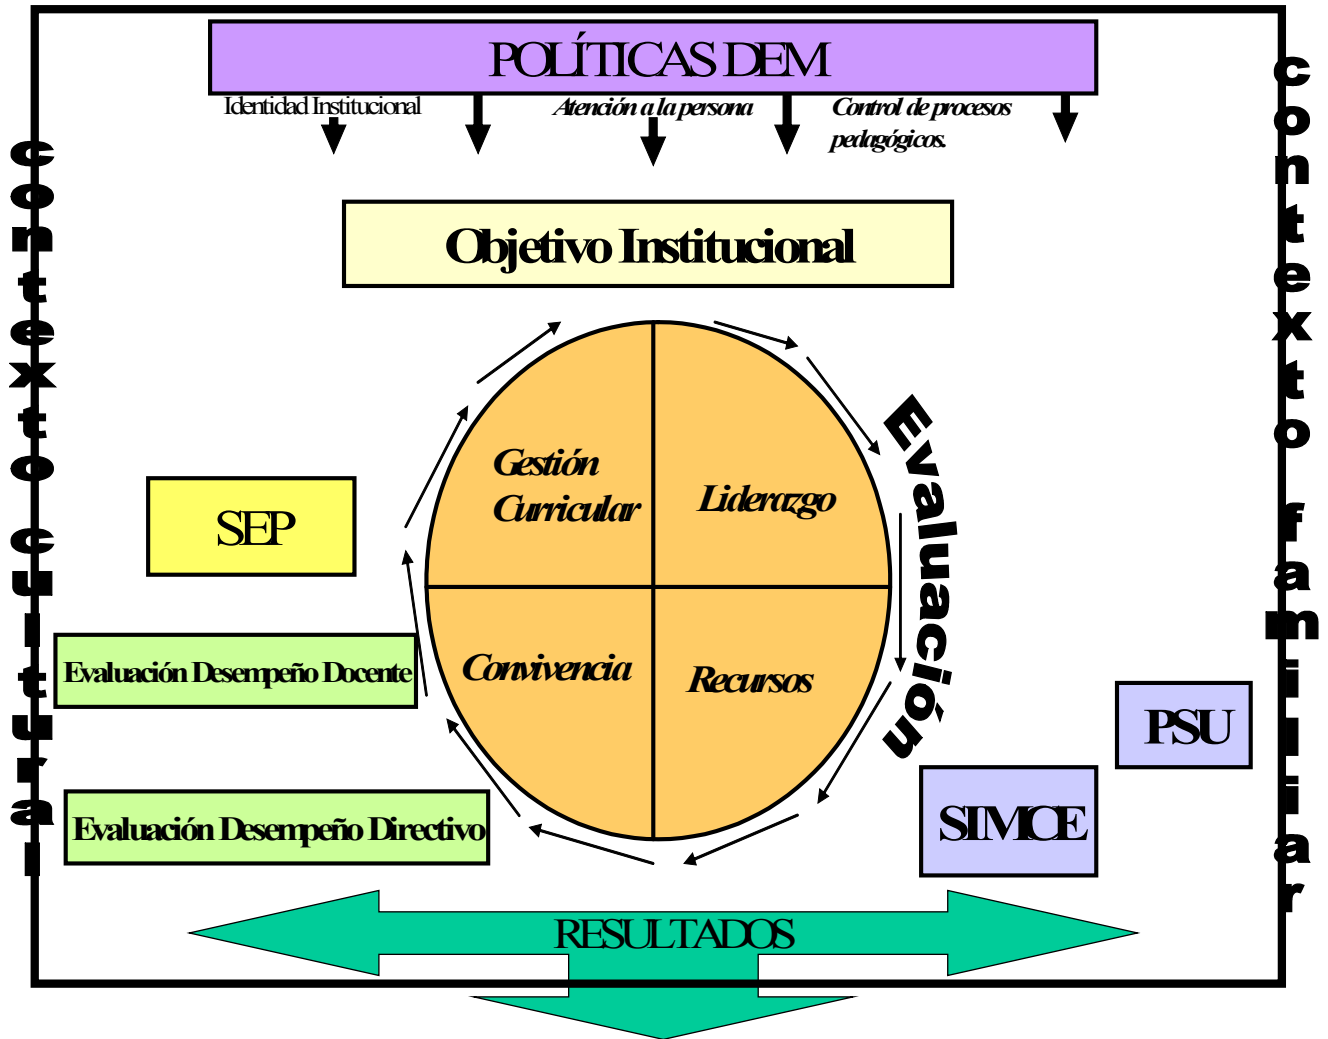 POLÍTICAS DEM
Identidad Institucional
Atención a la persona
Control de procesos
pedagógicos.
Objetivo Institucional
contexto cultural
contexto familiar
Gestión
Curricular
Liderazgo
Evaluación
SEP
Convivencia
Recursos
Evaluación Desempeño Docente
PSU
Evaluación Desempeño Directivo
SIMCE
RESULTADOS